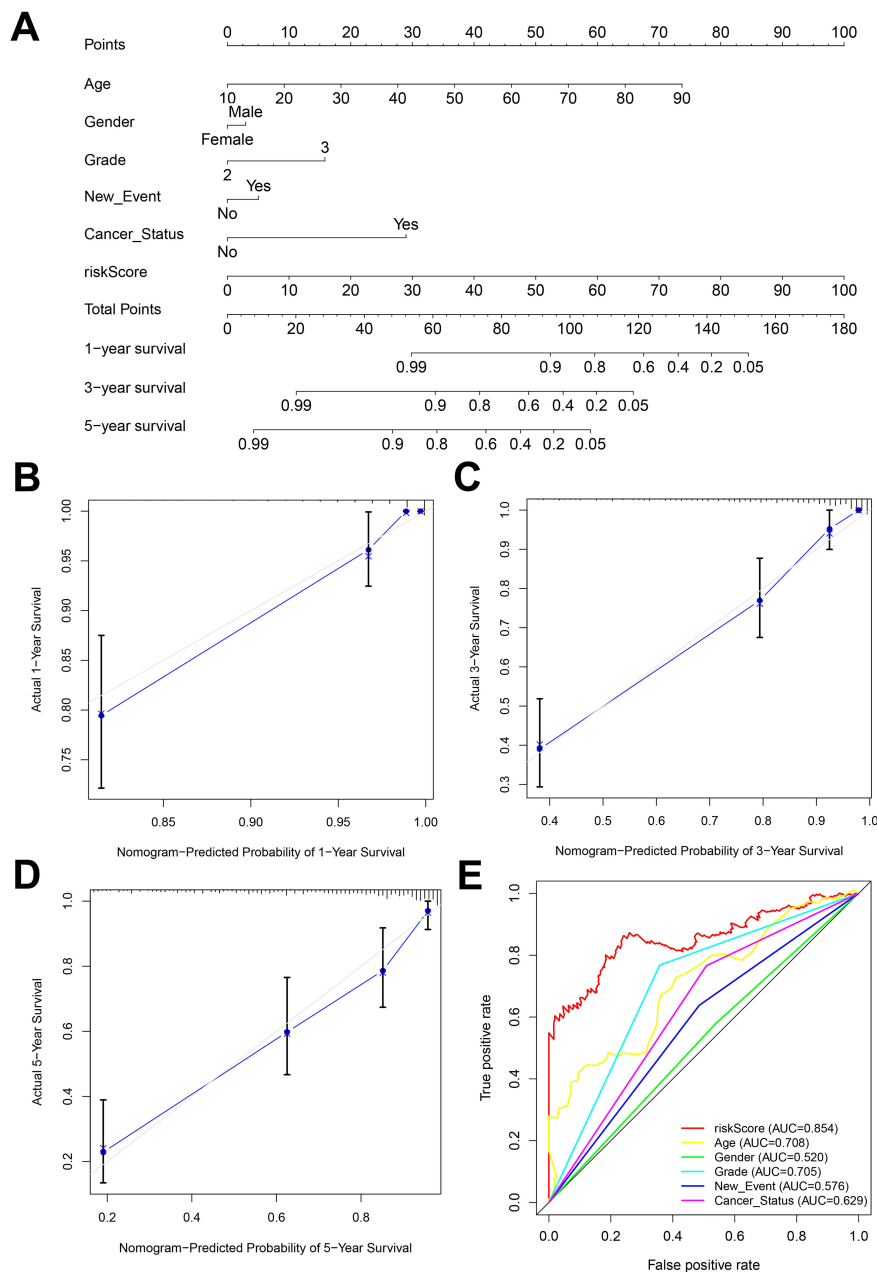 A
Points
0 10 20 30 40 50 60 70 80 90 100
Age
10 20 30 40 50 60 70 80 90
Male
Gender
Female
3
Grade
2
Yes
New_Event
No
Yes
Cancer_Status
No
riskScore
0 10 20 30 40 50 60 70 80 90 100
Total Points
0 20 40 60 80 100 120 140 160 180
1−year survival
0.99 0.9 0.8 0.6 0.4 0.2 0.05
3−year survival
0.99 0.9 0.8 0.6 0.4 0.2 0.05
5−year survival
0.99 0.9 0.8 0.6 0.4 0.2 0.05
B
Actual 1−Year Survival
1.00
0.95
0.90
0.85
0.80
0.75
0.85 0.90 0.95 1.00
Nomogram−Predicted Probability of 1−Year Survival
C
Actual 3−Year Survival
1.0
0.9
0.8
0.7
0.6
0.5
0.4
0.3
0.4 0.5 0.6 0.7 0.8 0.9 1.0
Nomogram−Predicted Probability of 3−Year Survival
D
Actual 5−Year Survival
1.0
0.8
0.6
0.4
0.2
0.2 0.4 0.6 0.8
Nomogram−Predicted Probability of 5−Year Survival
E
True positive rate
1.0
0.8
0.6
0.4
0.2
0.0
riskScore (AUC=0.854)
Age (AUC=0.708)
Gender (AUC=0.520)
Grade (AUC=0.705)
New_Event (AUC=0.576)
Cancer_Status (AUC=0.629)
0.0 0.2 0.4 0.6 0.8 1.0
False positive rate